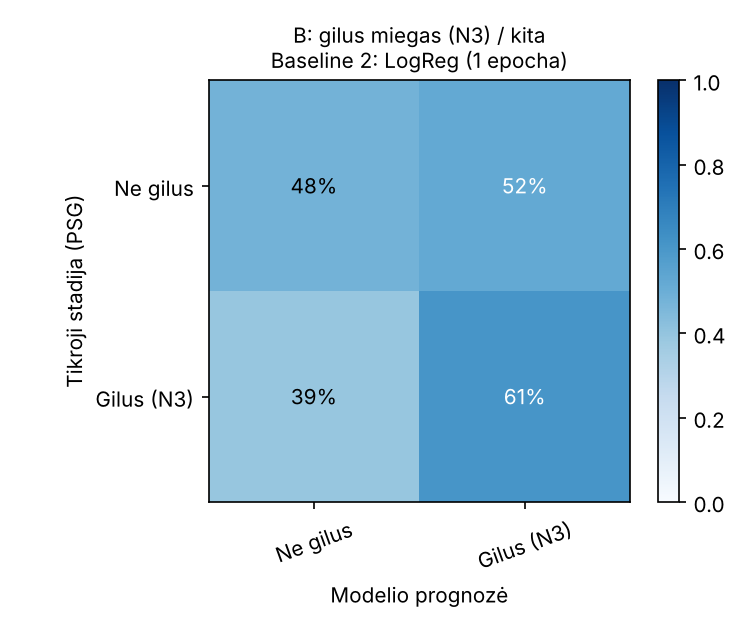 B: gilus miegas (N3) / kita
Baseline 2: LogReg (1 epocha)
Tikroji stadija (PSG)
Ne gilus
48%
52%
Gilus (N3)
39%
61%
Ne gilus
Gilus (N3)
Modelio prognozė
1.0
0.8
0.6
0.4
0.2
0.0